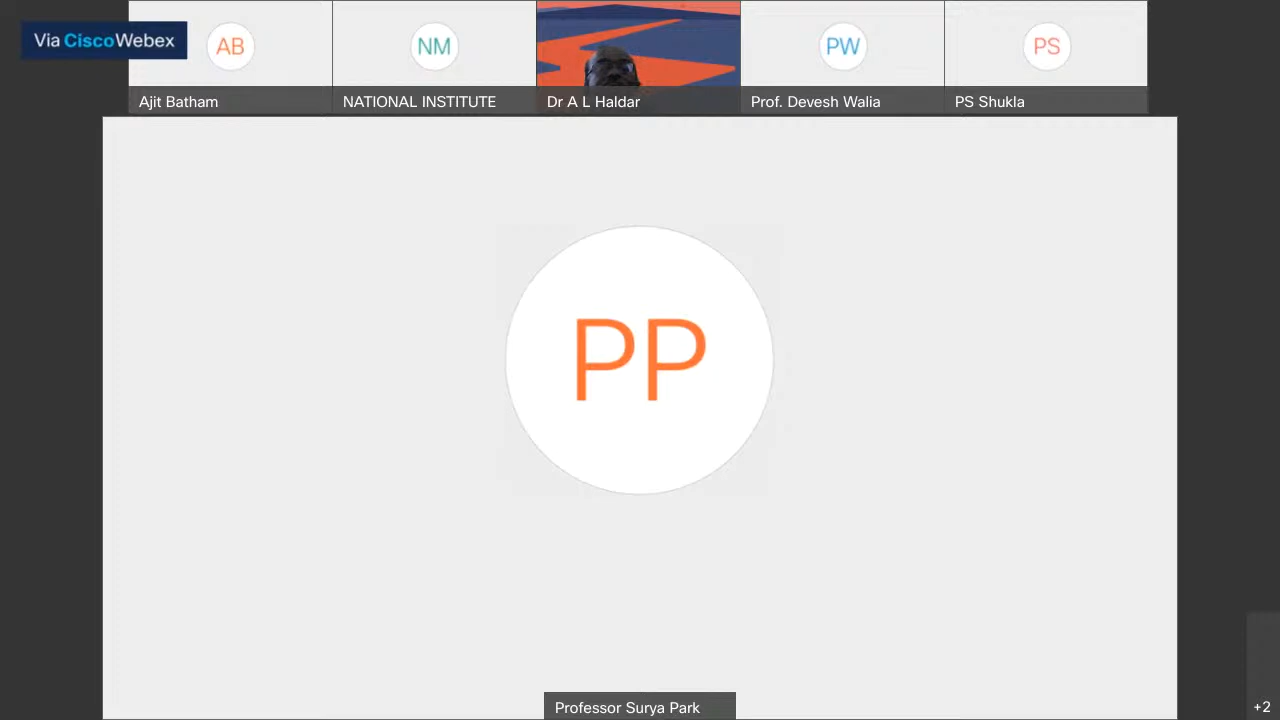 Via CiscoWebex
AB
NM
PW
PS
Ajit Batham
NATIONAL INSTITUTE
Dr A L Haldar
Prof. Devesh Walia
PS Shukla
PP
Professor Surya Park
+2